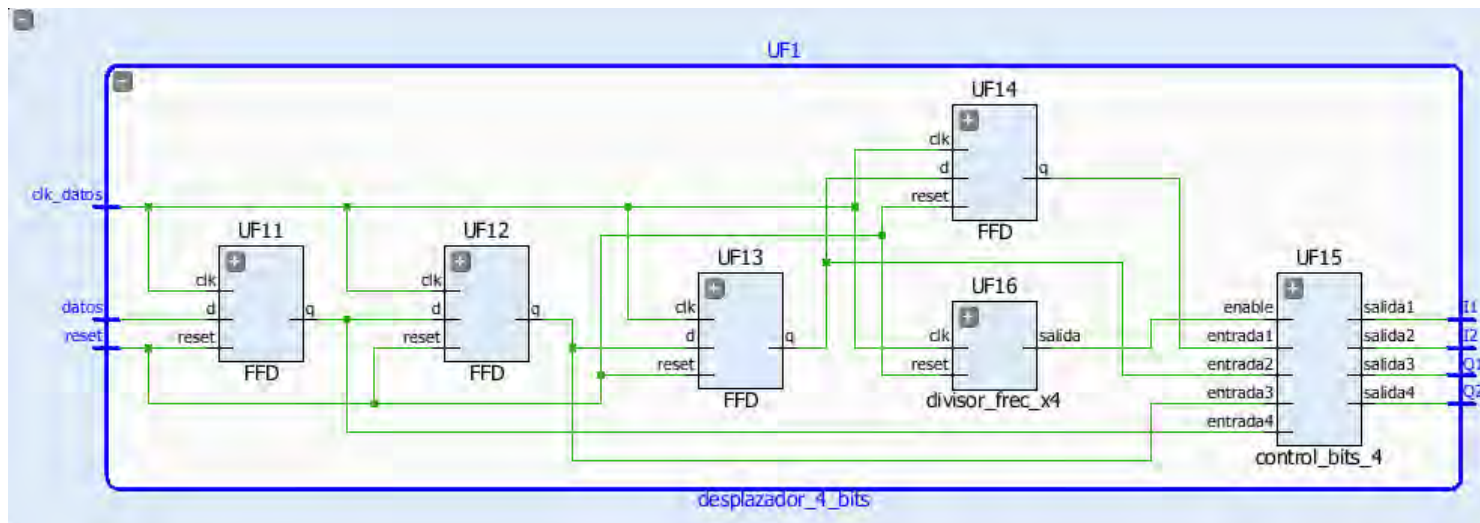 UF1
UF14
clk
d
q
reset
FFD
clk_datos
datos
reset
UF11
clk
d
q
reset
FFD
UF12
clk
d
q
reset
FFD
UF13
clk
d
q
reset
FFD
UF16
clk
salida
reset
divisor_frec_x4
UF15
enable
salida1
entrada1
salida2
entrada2
salida3
entrada3
salida4
entrada4
control_bits_4
I1
I2
Q1
Q2
desplazador_4_bits